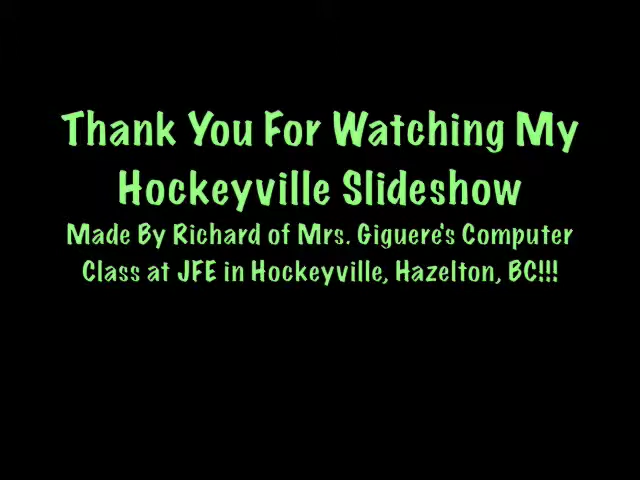 Thank You For Watching My
Hockeyville Slideshow
Made By Richard of Mrs. Giguere's Computer
Class at JFE in Hockeyville, Hazelton, BC!!!